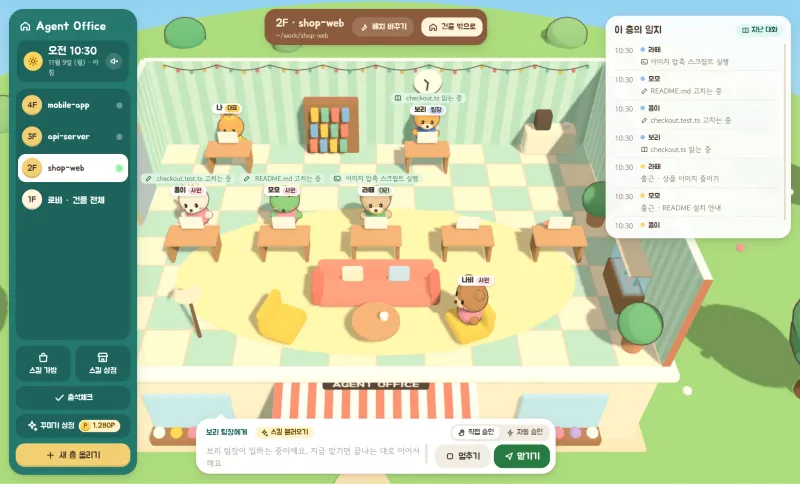 Agent Office
오전 10:30
11월 9일 (월) · 아침
4F mobile-app
3F api-server
2F shop-web
1F 로비 · 건물 전체
스킬 가방
스킬 상점
출석체크
꾸미기 상점 P 1,280P
+ 새 층 올리기
2F · shop-web
~/work/shop-web
배치 바꾸기
건물 밖으로
나 대표
checkout.ts 읽는 중
보리 팀장
checkout.test.ts 고치는 중
README.md 고치는 중
이미지 압축 스크립트 실행
콩이 사원
모모 사원
라떼 대리
나비 사원
AGENT OFFICE
보리 팀장에게
스킬 불러오기
직접 승인
자동 승인
보리 팀장이 일하는 중이에요. 지금 맡기면 끝나는 대로 이어서
해요
멈추기
맡기기
이 층의 일지
지난 대화
10:30 라떼
이미지 압축 스크립트 실행
10:30 모모
README.md 고치는 중
10:30 콩이
checkout.test.ts 고치는 중
10:30 보리
checkout.ts 읽는 중
10:30 라떼
출근 · 상품 이미지 줄이기
10:30 모모
출근 · README 설치 안내
10:30 콩이